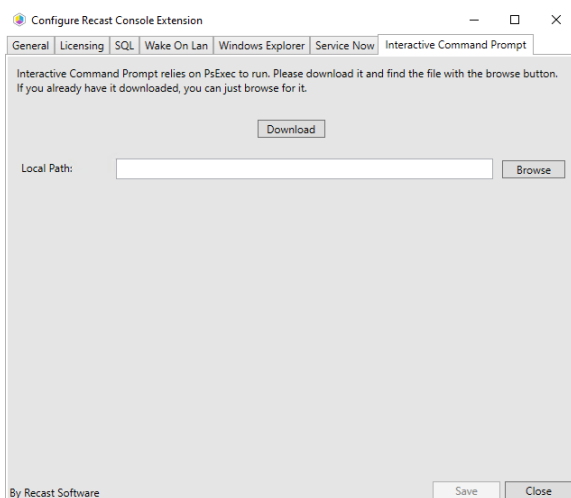 Configure Recast Console Extension
General Licensing SQL Wake On Lan Windows Explorer Service Now Interactive Command Prompt
Interactive Command Prompt relies on PsExec to run. Please download it and find the file with the browse button.
If you already have it downloaded, you can just browse for it.
Download
Local Path: Browse
By Recast Software Save Close